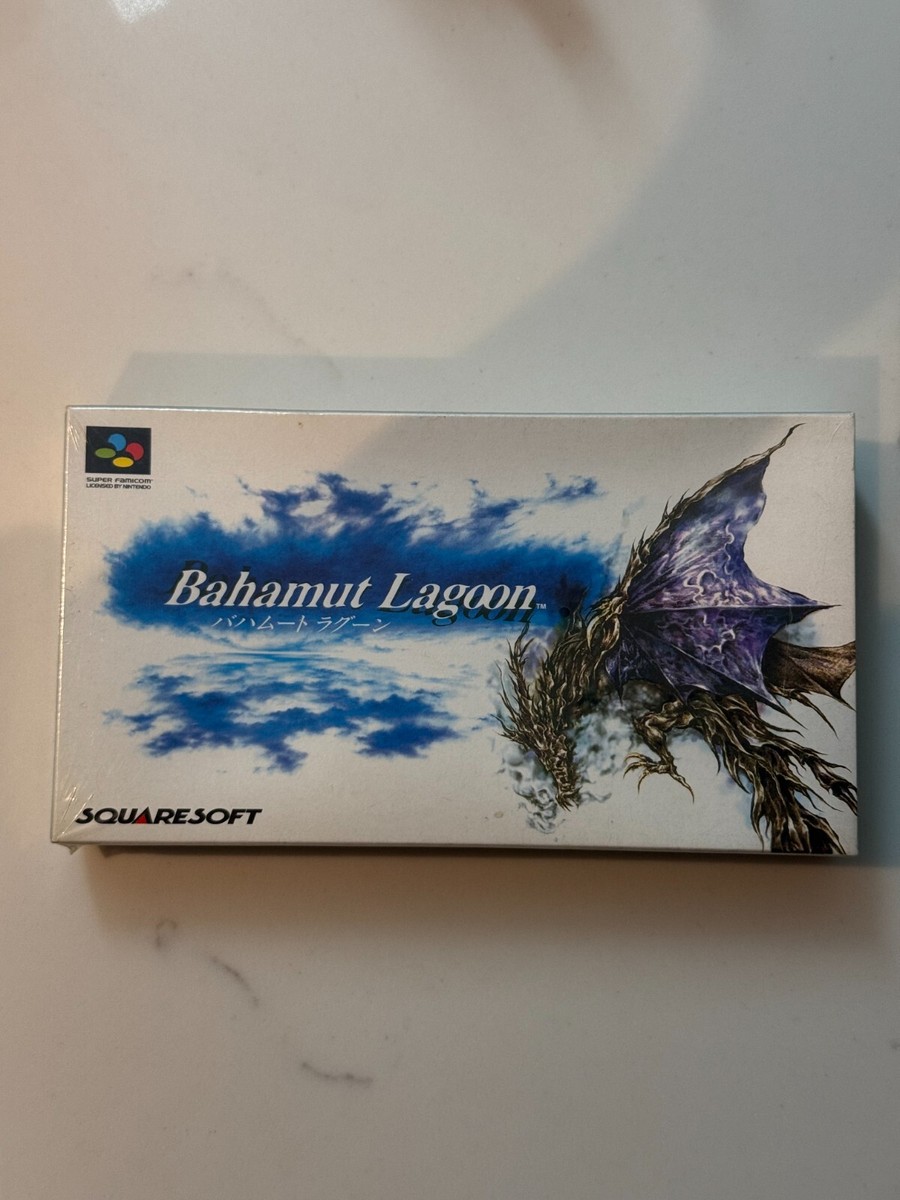 SUPER FAMICOM
LICENSED BY NINTENDO
Bahamut Lagoon™
バハムート ラグーン
SQUARESOFT